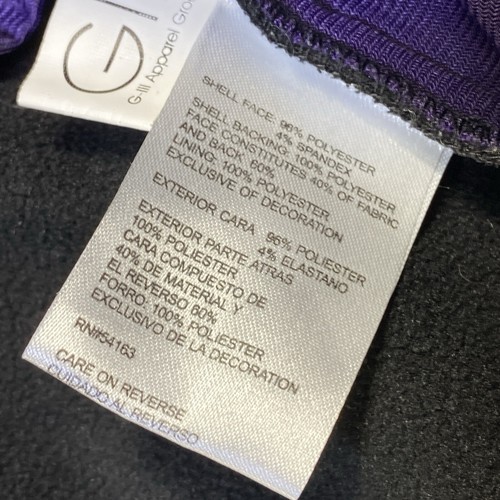 G-III Apparel Gro
SHELL FACE: 96% POLYESTER
4% SPANDEX
SHELL BACKING: 100% POLYESTER
FACE CONSTITUTES 40% OF FABRIC
AND BACK 60%
LINING: 100% POLYESTER
EXCLUSIVE OF DECORATION
EXTERIOR CARA 96% POLIESTER
4% ELASTANO
EXTERIOR PARTE ATRAS
100% POLIESTER
CARA COMPUESTO DE
40% DE MATERIAL Y
EL REVERSO 60%
FORRO: 100% POLIESTER
EXCLUSIVO DE LA DECORATION
RN#54163
CARE ON REVERSE
CUIDADO AL REVERSO